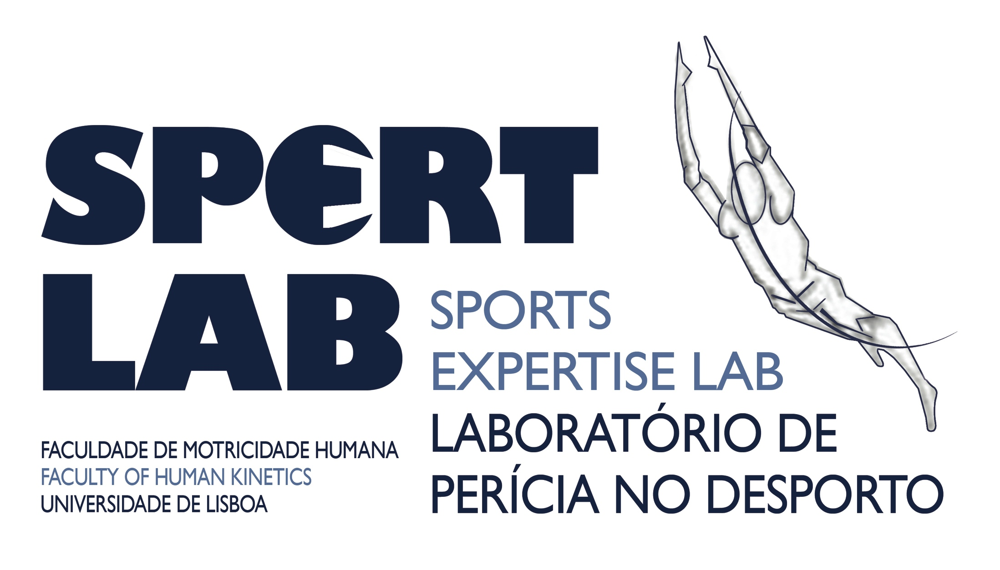 SPERT
LAB
SPORTS
EXPERTISE LAB
LABORATÓRIO DE
PERÍCIA NO DESPORTO
FACULDADE DE MOTRICIDADE HUMANA
FACULTY OF HUMAN KINETICS
UNIVERSIDADE DE LISBOA